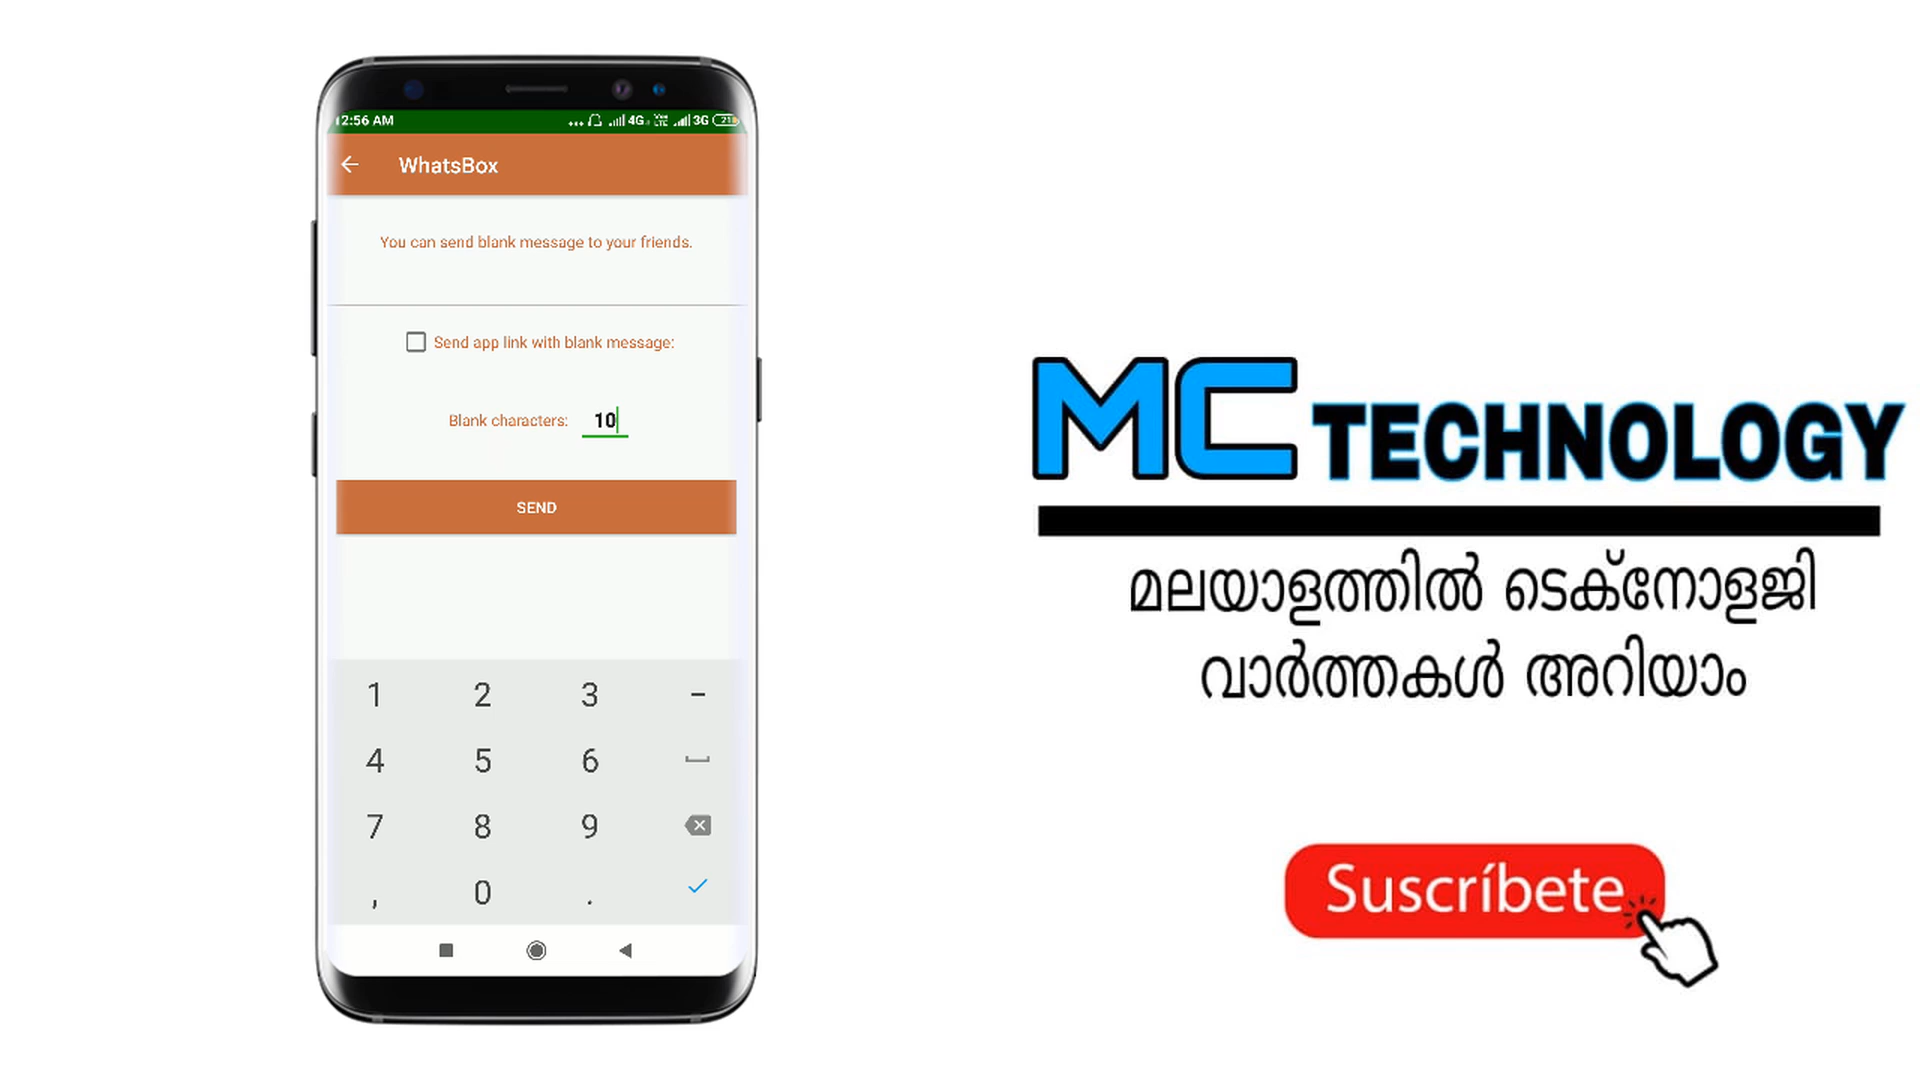 12:56 AM
4G
3G
WhatsBox
You can send blank message to your friends.
Send app link with blank message:
Blank characters: 10
SEND
1 2 3 -
4 5 6
7 8 9
, 0 .
MC TECHNOLOGY
മലയാളത്തിൽ ടെക്നോളജി
വാർത്തകൾ അറിയാം
Suscríbete